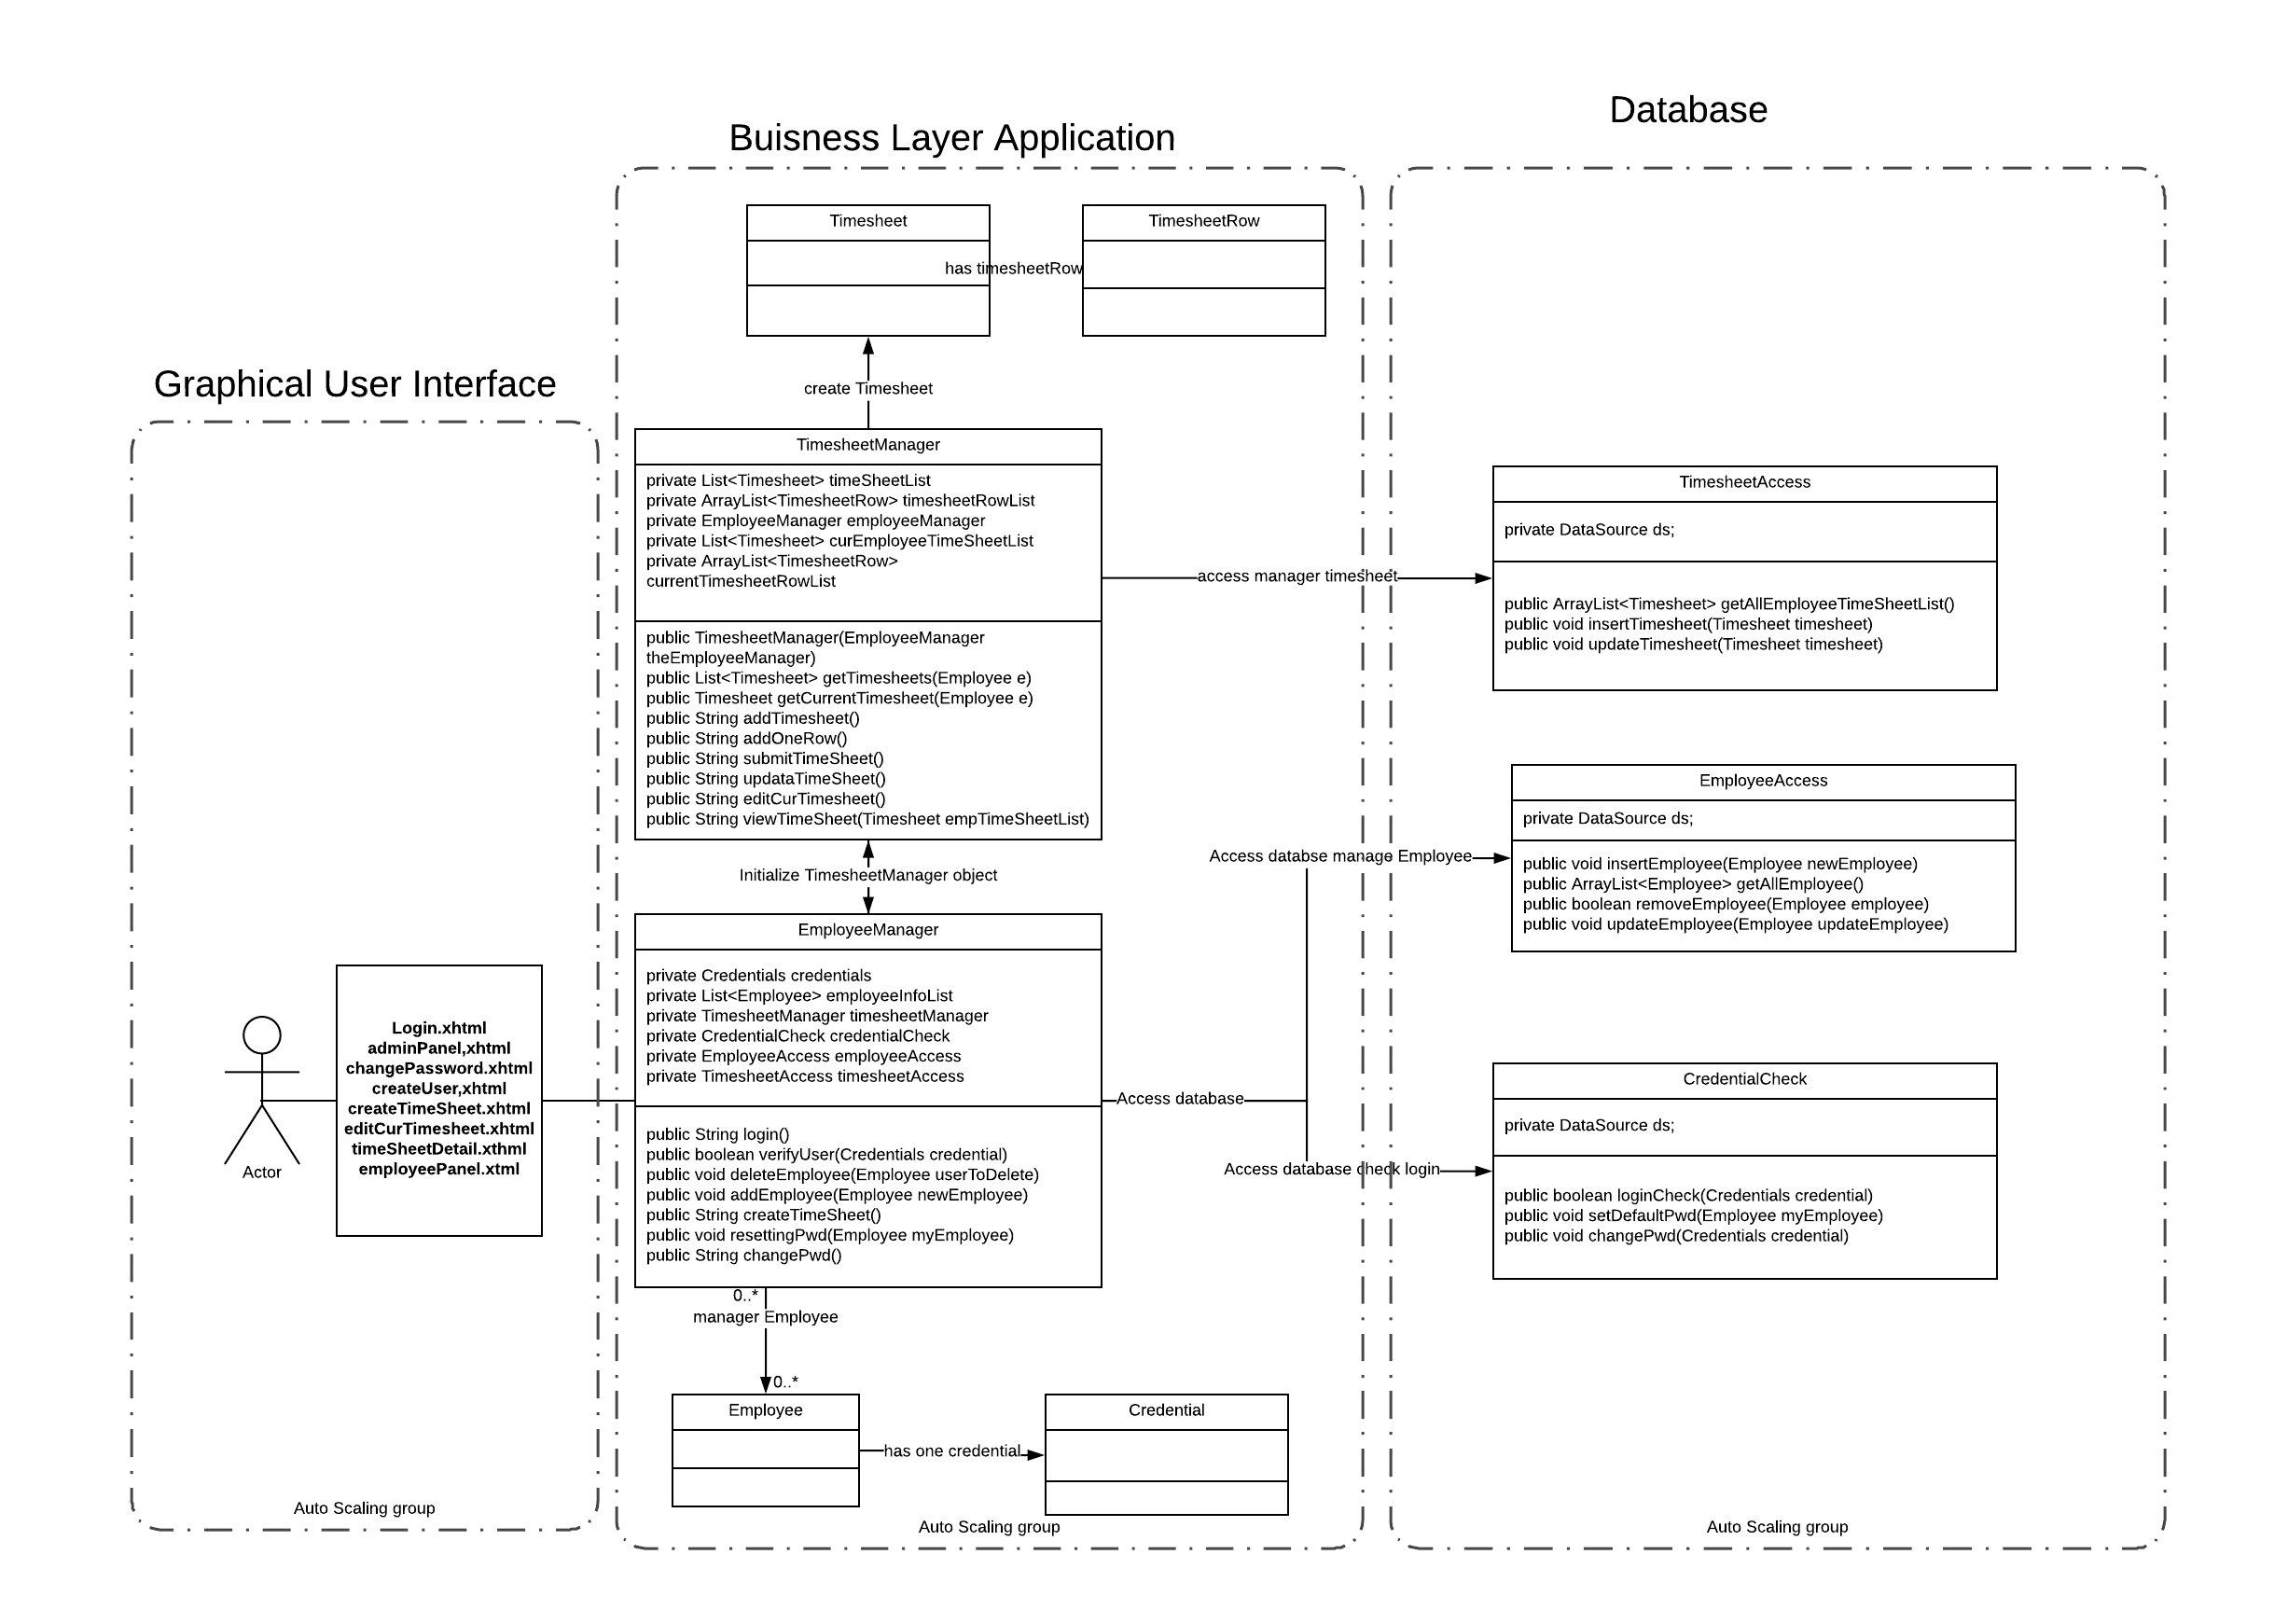 Database
Buisness Layer Application
Graphical User Interface
Timesheet
TimesheetRow
has timesheetRow
create Timesheet
TimesheetManager
private List<Timesheet> timeSheetList
private ArrayList<TimesheetRow> timesheetRowList
private EmployeeManager employeeManager
private List<Timesheet> curEmployeeTimeSheetList
private ArrayList<TimesheetRow>
currentTimesheetRowList
public TimesheetManager(EmployeeManager
theEmployeeManager)
public List<Timesheet> getTimesheets(Employee e)
public Timesheet getCurrentTimesheet(Employee e)
public String addTimesheet()
public String addOneRow()
public String submitTimeSheet()
public String updataTimeSheet()
public String editCurTimesheet()
public String viewTimeSheet(Timesheet empTimeSheetList)
access manager timesheet
TimesheetAccess
private DataSource ds;
public ArrayList<Timesheet> getAllEmployeeTimeSheetList()
public void insertTimesheet(Timesheet timesheet)
public void updateTimesheet(Timesheet timesheet)
Initialize TimesheetManager object
Access databse manage Employee
EmployeeAccess
private DataSource ds;
public void insertEmployee(Employee newEmployee)
public ArrayList<Employee> getAllEmployee()
public boolean removeEmployee(Employee employee)
public void updateEmployee(Employee updateEmployee)
EmployeeManager
private Credentials credentials
private List<Employee> employeeInfoList
private TimesheetManager timesheetManager
private CredentialCheck credentialCheck
private EmployeeAccess employeeAccess
private TimesheetAccess timesheetAccess
public String login()
public boolean verifyUser(Credentials credential)
public void deleteEmployee(Employee userToDelete)
public void addEmployee(Employee newEmployee)
public String createTimeSheet()
public void resettingPwd(Employee myEmployee)
public String changePwd()
Login.xhtml
adminPanel,xhtml
changePassword.xhtml
createUser,xhtml
createTimeSheet.xhtml
editCurTimesheet.xhtml
timeSheetDetail.xthml
employeePanel.xtml
Actor
Access database
Access database check login
CredentialCheck
private DataSource ds;
public boolean loginCheck(Credentials credential)
public void setDefaultPwd(Employee myEmployee)
public void changePwd(Credentials credential)
0..*
manager Employee
0..*
Employee
has one credential
Credential
Auto Scaling group
Auto Scaling group
Auto Scaling group